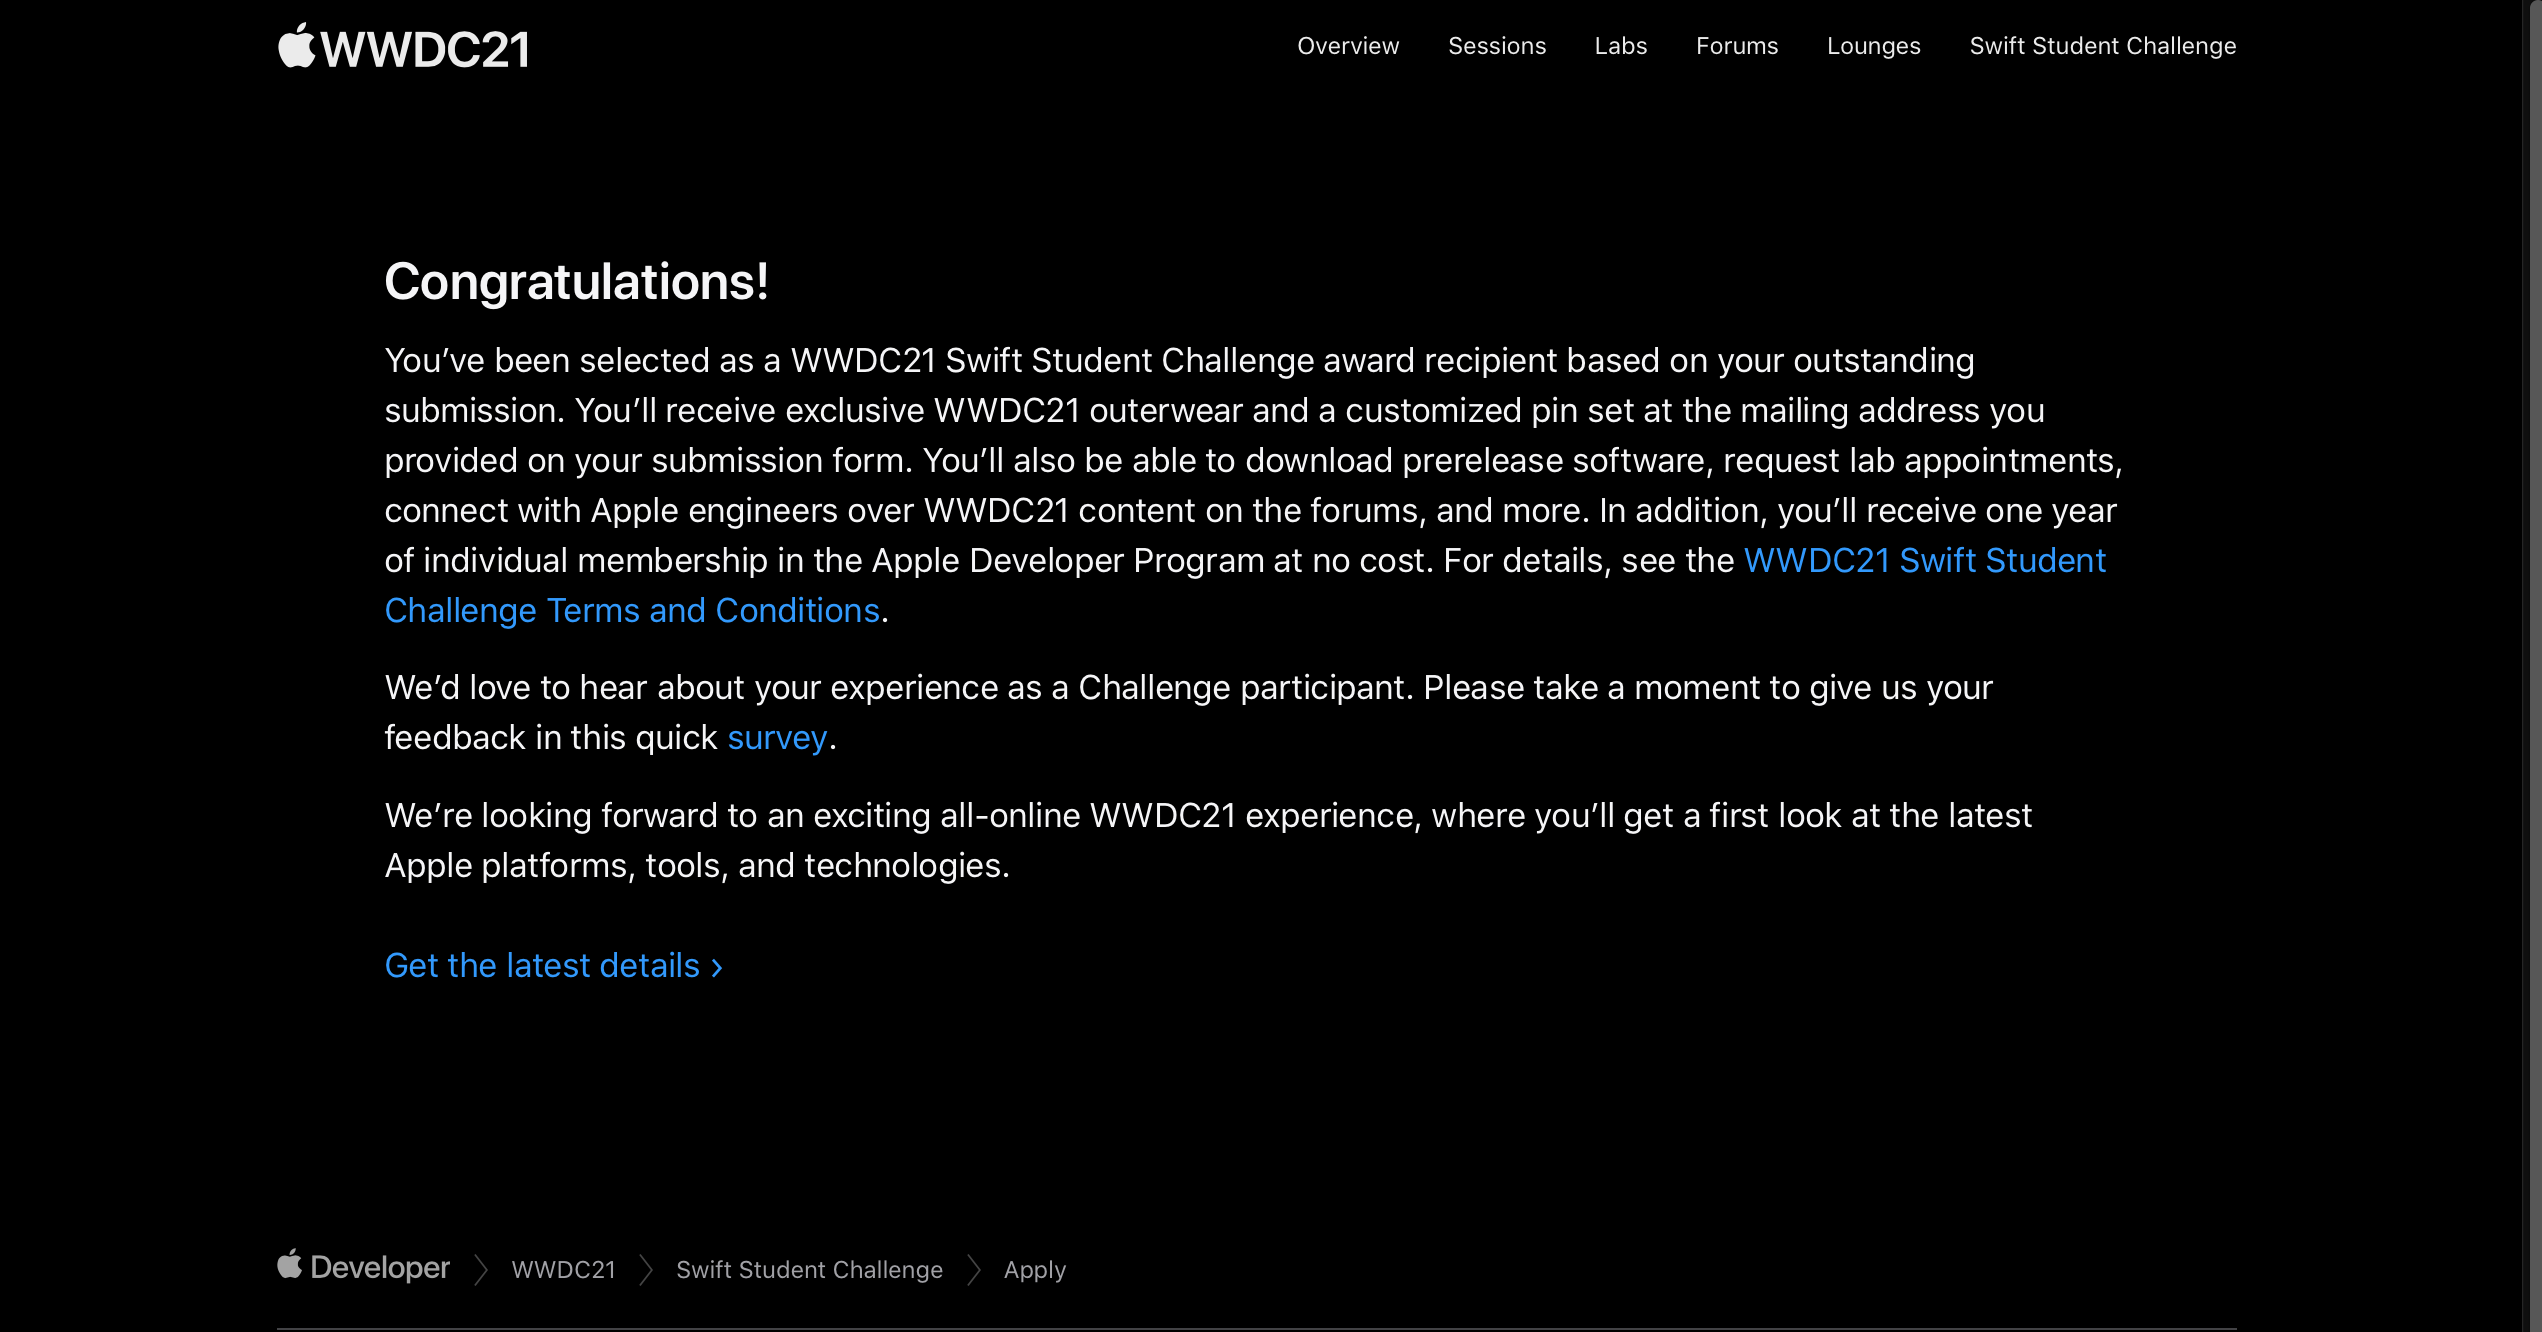 WWDC21
Overview Sessions Labs Forums Lounges Swift Student Challenge
Congratulations!
You’ve been selected as a WWDC21 Swift Student Challenge award recipient based on your outstanding
submission. You’ll receive exclusive WWDC21 outerwear and a customized pin set at the mailing address you
provided on your submission form. You’ll also be able to download prerelease software, request lab appointments,
connect with Apple engineers over WWDC21 content on the forums, and more. In addition, you’ll receive one year
of individual membership in the Apple Developer Program at no cost. For details, see the WWDC21 Swift Student
Challenge Terms and Conditions.
We’d love to hear about your experience as a Challenge participant. Please take a moment to give us your
feedback in this quick survey.
We’re looking forward to an exciting all-online WWDC21 experience, where you’ll get a first look at the latest
Apple platforms, tools, and technologies.
Get the latest details ›
Developer WWDC21 Swift Student Challenge Apply